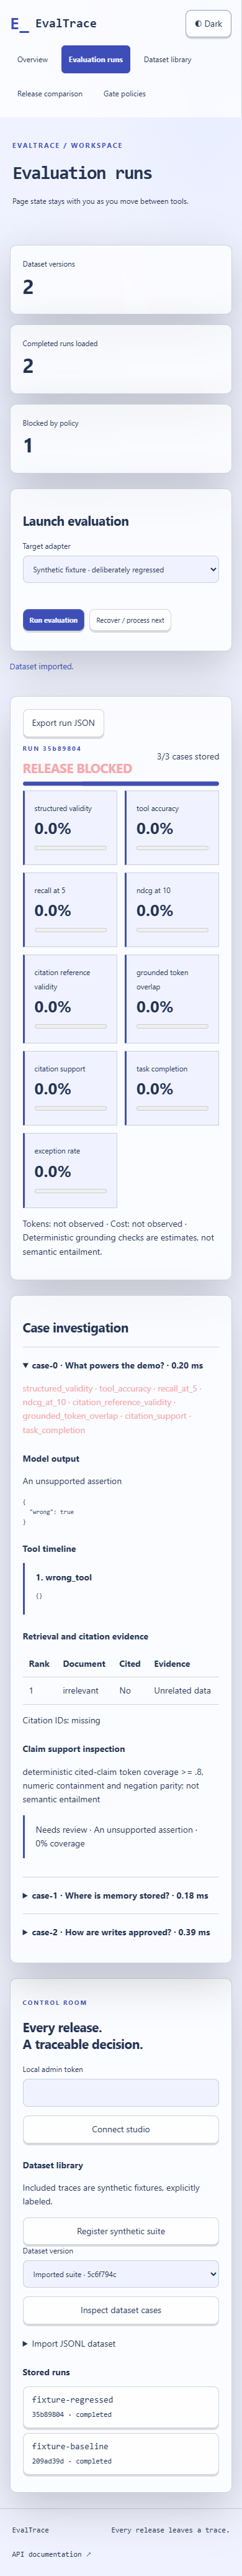 E_ EvalTrace
◐ Dark
Overview
Evaluation runs
Dataset library
Release comparison
Gate policies
EVALTRACE / WORKSPACE
Evaluation runs
Page state stays with you as you move between tools.
Dataset versions
2
Completed runs loaded
2
Blocked by policy
1
Launch evaluation
Target adapter
Synthetic fixture · deliberately regressed
Run evaluation
Recover / process next
Dataset imported.
Export run JSON
RUN 35b89804
RELEASE BLOCKED
3/3 cases stored
structured validity
0.0%
tool accuracy
0.0%
recall at 5
0.0%
ndcg at 10
0.0%
citation reference
validity
0.0%
grounded token
overlap
0.0%
citation support
0.0%
task completion
0.0%
exception rate
0.0%
Tokens: not observed · Cost: not observed ·
Deterministic grounding checks are estimates, not
semantic entailment.
Case investigation
▼ case-0 · What powers the demo? · 0.20 ms
structured_validity · tool_accuracy · recall_at_5 ·
ndcg_at_10 · citation_reference_validity ·
grounded_token_overlap · citation_support ·
task_completion
Model output
An unsupported assertion
{
"wrong": true
}
Tool timeline
1. wrong_tool
{}
Retrieval and citation evidence
Rank Document Cited Evidence
1 irrelevant No Unrelated data
Citation IDs: missing
Claim support inspection
deterministic cited-claim token coverage >= .8,
numeric containment and negation parity; not
semantic entailment
Needs review · An unsupported assertion ·
0% coverage
▶ case-1 · Where is memory stored? · 0.18 ms
▶ case-2 · How are writes approved? · 0.39 ms
CONTROL ROOM
Every release.
A traceable decision.
Local admin token
Connect studio
Dataset library
Included traces are synthetic fixtures, explicitly
labeled.
Register synthetic suite
Dataset version
Imported suite · 5c6f794c
Inspect dataset cases
▶ Import JSONL dataset
Stored runs
fixture-regressed
35b89804 · completed
fixture-baseline
209ad39d · completed
EvalTrace
Every release leaves a trace.
API documentation ↗